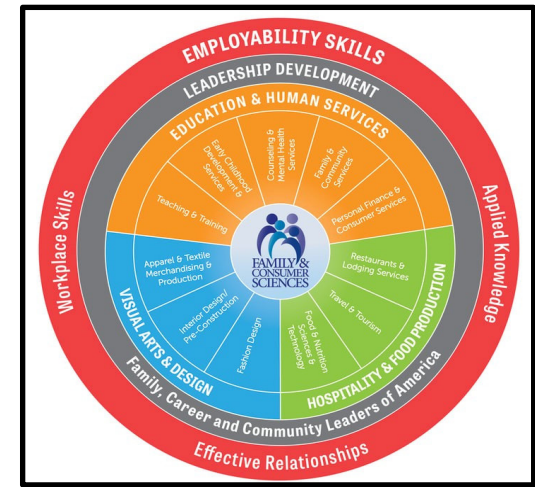 EMPLOYABILITY SKILLS
LEADERSHIP DEVELOPMENT
EDUCATION & HUMAN SERVICES
Teaching & Training
Early Childhood
Development &
Services
Counseling &
Mental Health
Services
Family &
Community
Services
Personal Finance &
Consumer Services
Workplace Skills
Applied Knowledge
FAMILY &
CONSUMER
SCIENCES
Apparel & Textile
Merchandising &
Production
Interior Design/
Pre-Construction
Fashion Design
VISUAL ARTS & DESIGN
Restaurants &
Lodging Services
Travel & Tourism
Food & Nutrition
Sciences &
Technology
HOSPITALITY & FOOD PRODUCTION
Family, Career and Community Leaders of America
Effective Relationships